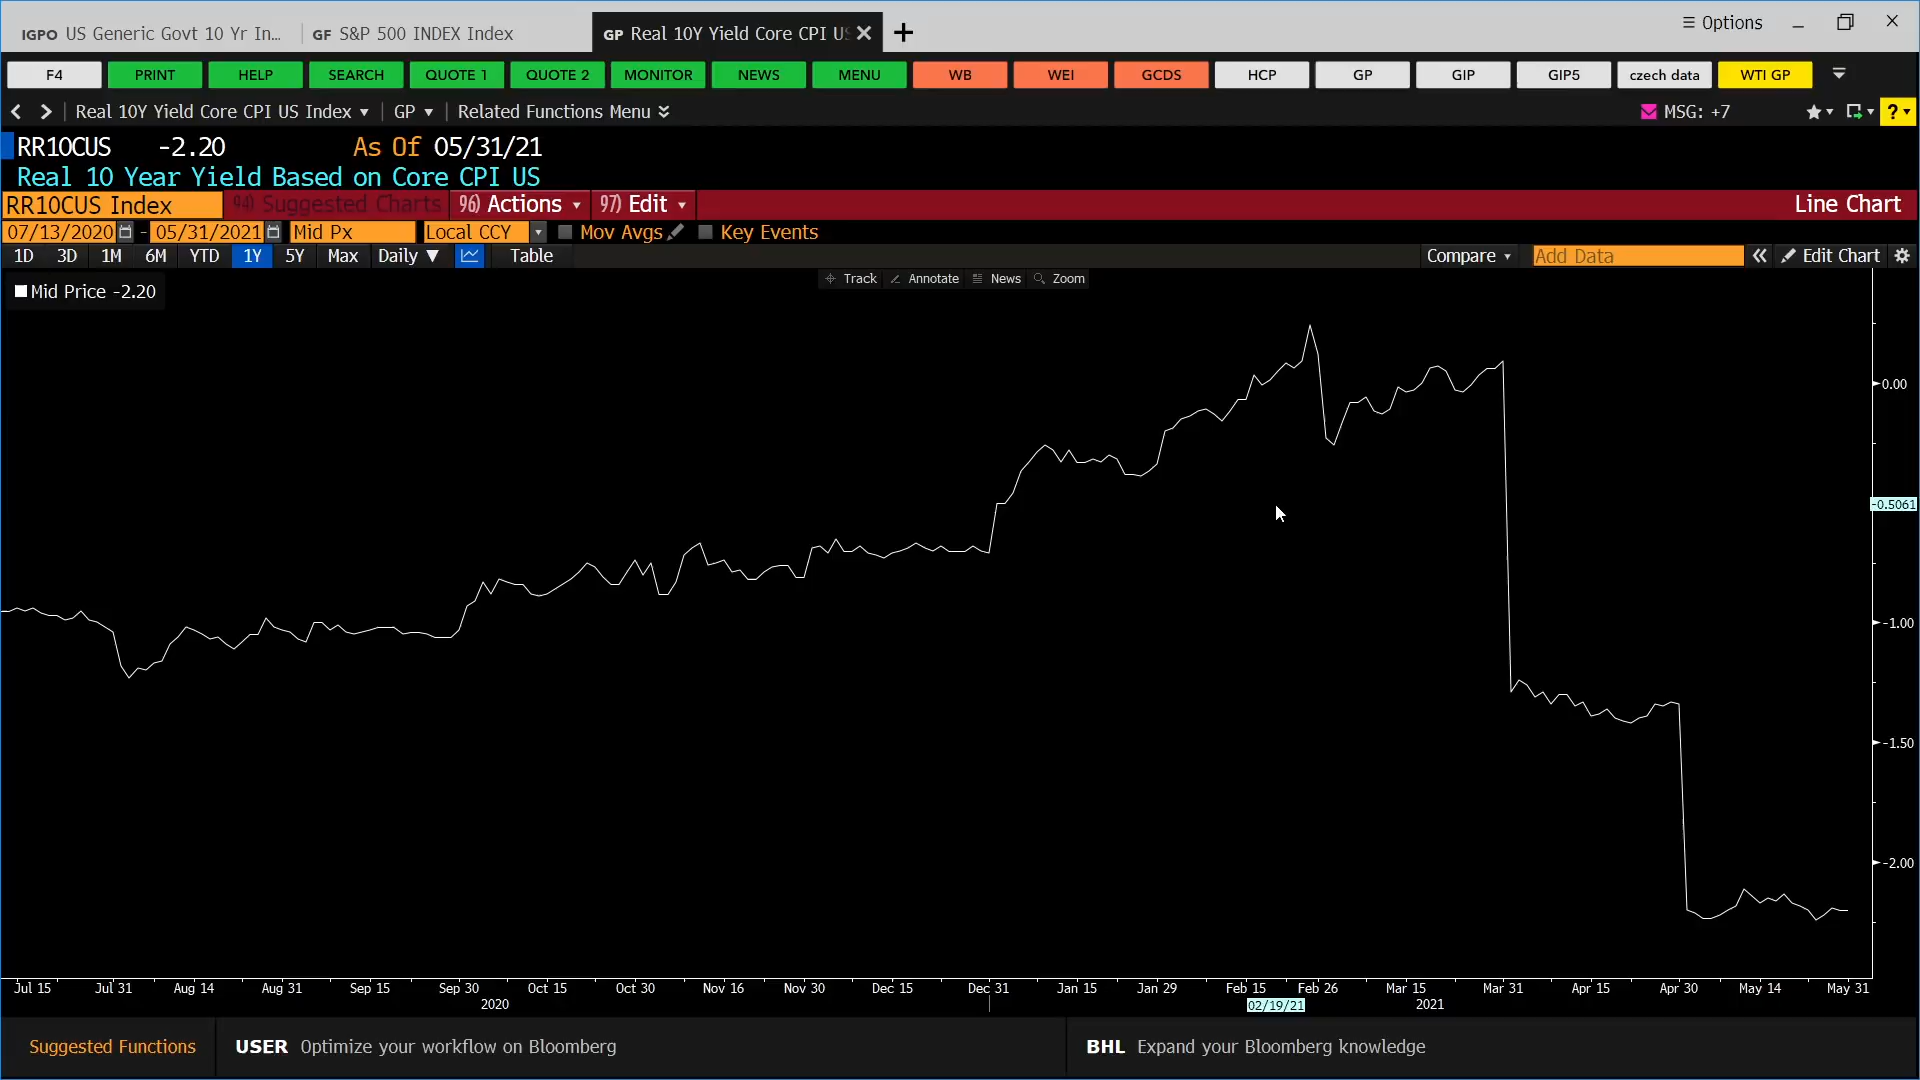 IGPO US Generic Govt 10 Yr In... GF S&P 500 INDEX Index GP Real 10Y Yield Core CPI US Options
F4 PRINT HELP SEARCH QUOTE 1 QUOTE 2 MONITOR NEWS MENU WB WEI GCDS HCP GP GIP GIP5 czech data WTI GP
Real 10Y Yield Core CPI US Index GP Related Functions Menu MSG: +7 ?
RR10CUS -2.20 As Of 05/31/21
Real 10 Year Yield Based on Core CPI US
RR10CUS Index 94) Suggested Charts 96) Actions 97) Edit Line Chart
07/13/2020 - 05/31/2021 Mid Px Local CCY Mov Avgs Key Events
1D 3D 1M 6M YTD 1Y 5Y Max Daily Table Compare Add Data Edit Chart
Track Annotate News Zoom
Mid Price -2.20
0.00
-0.5061
-1.00
-1.50
-2.00
Jul 15 Jul 31 Aug 14 Aug 31 Sep 15 Sep 30 Oct 15 Oct 30 Nov 16 Nov 30 Dec 15 Dec 31 Jan 15 Jan 29 Feb 15 Feb 26 Mar 15 Mar 31 Apr 15 Apr 30 May 14 May 31
2020 02/19/21 2021
Suggested Functions USER Optimize your workflow on Bloomberg BHL Expand your Bloomberg knowledge